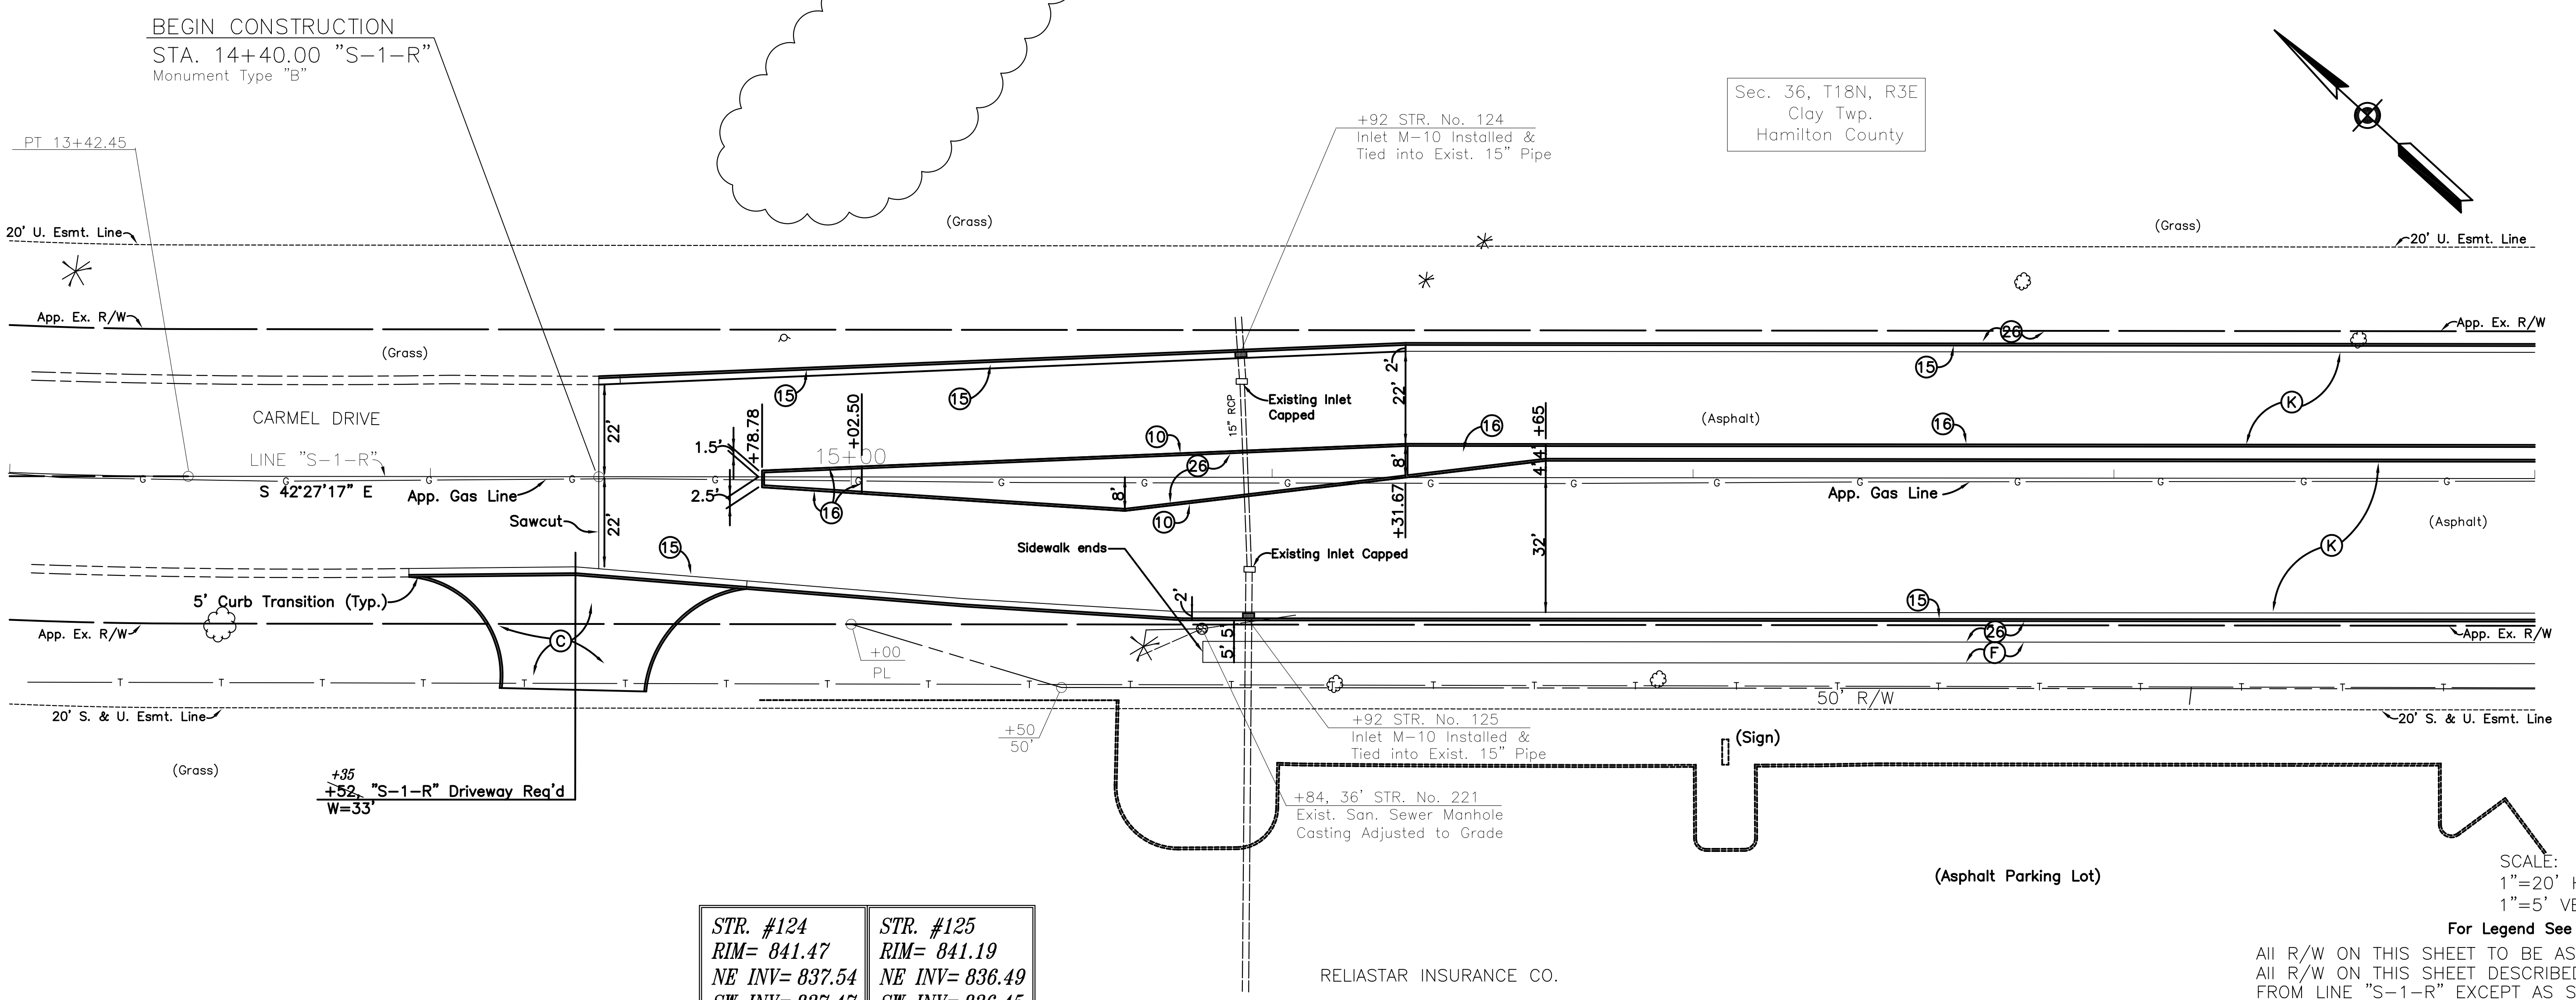 BEGIN CONSTRUCTION
STA. 14+40.00 "S-1-R"
Monument Type "B"
PT 13+42.45
+92 STR. No. 124
Inlet M-10 Installed &
Tied into Exist. 15" Pipe
Sec. 36, T18N, R3E
Clay Twp.
Hamilton County
(Grass)
(Grass)
20' U. Esmt. Line
20' U. Esmt. Line
App. Ex. R/W
App. Ex. R/W
(Grass)
26
15
15
15
2'
22'
CARMEL DRIVE
22'
+78.78
+02.50
15" RCP
Existing Inlet
Capped
16
+65
(Asphalt)
16
K
LINE "S-1-R"
1.5'
15+00
10
26
8'
4'
4'
G
S 42°27'17" E
App. Gas Line
2.5'
16
8'
10
+31.67
App. Gas Line
Sawcut
22'
(Asphalt)
15
Sidewalk ends
Existing Inlet Capped
32'
K
5' Curb Transition (Typ.)
2'
15
App. Ex. R/W
C
5'
5'
26
App. Ex. R/W
+00
PL
F
T
50' R/W
20' S. & U. Esmt. Line
20' S. & U. Esmt. Line
+50
50'
+92 STR. No. 125
Inlet M-10 Installed &
Tied into Exist. 15" Pipe
(Sign)
(Grass)
+35
+52, "S-1-R" Driveway Req'd
W=33'
+84, 36' STR. No. 221
Exist. San. Sewer Manhole
Casting Adjusted to Grade
(Asphalt Parking Lot)
SCALE:
1"=20'
1"=5'
For Legend See
STR. #124
RIM= 841.47
NE INV= 837.54
STR. #125
RIM= 841.19
NE INV= 836.49
RELIASTAR INSURANCE CO.
All R/W ON THIS SHEET TO BE
All R/W ON THIS SHEET
FROM LINE "S-1-R" EXCEPT AS